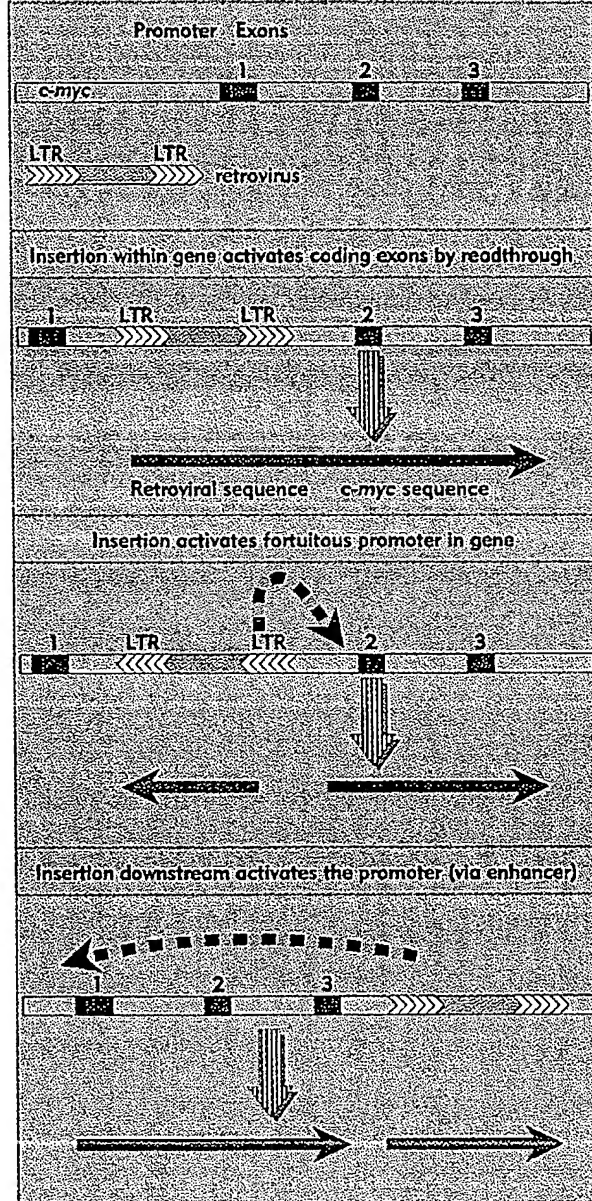 Promoter Exons
1 2 3
c-myc
LTR LTR
retrovirus
Insertion within gene activates coding exons by readthrough
1 LTR LTR 2 3
Retroviral sequence c-myc sequence
Insertion activates fortuitous promoter in gene
1 LTR LTR 2 3
Insertion downstream activates the promoter (via enhancer)
1 2 3